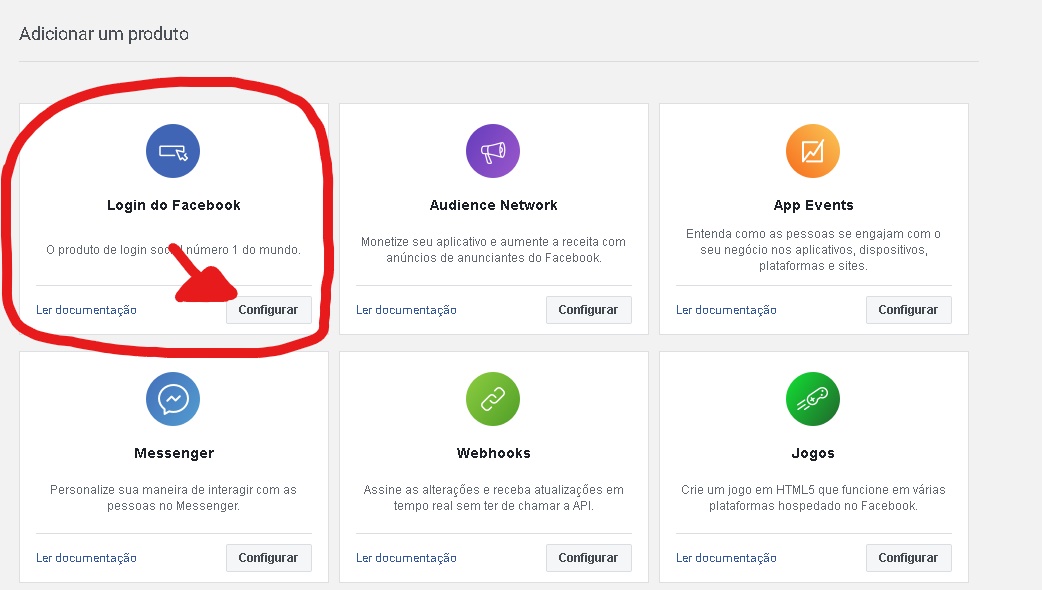 Adicionar um produto
Login do Facebook
O produto de login social número 1 do mundo.
Ler documentação
Configurar
Audience Network
Monetize seu aplicativo e aumente a receita com
anúncios de anunciantes do Facebook.
Ler documentação
Configurar
App Events
Entenda como as pessoas se engajam com o
seu negócio nos aplicativos, dispositivos,
plataformas e sites.
Ler documentação
Configurar
Messenger
Personalize sua maneira de interagir com as
pessoas no Messenger.
Ler documentação
Configurar
Webhooks
Assine as alterações e receba atualizações em
tempo real sem ter de chamar a API.
Ler documentação
Configurar
Jogos
Crie um jogo em HTML5 que funcione em várias
plataformas hospedado no Facebook.
Ler documentação
Configurar